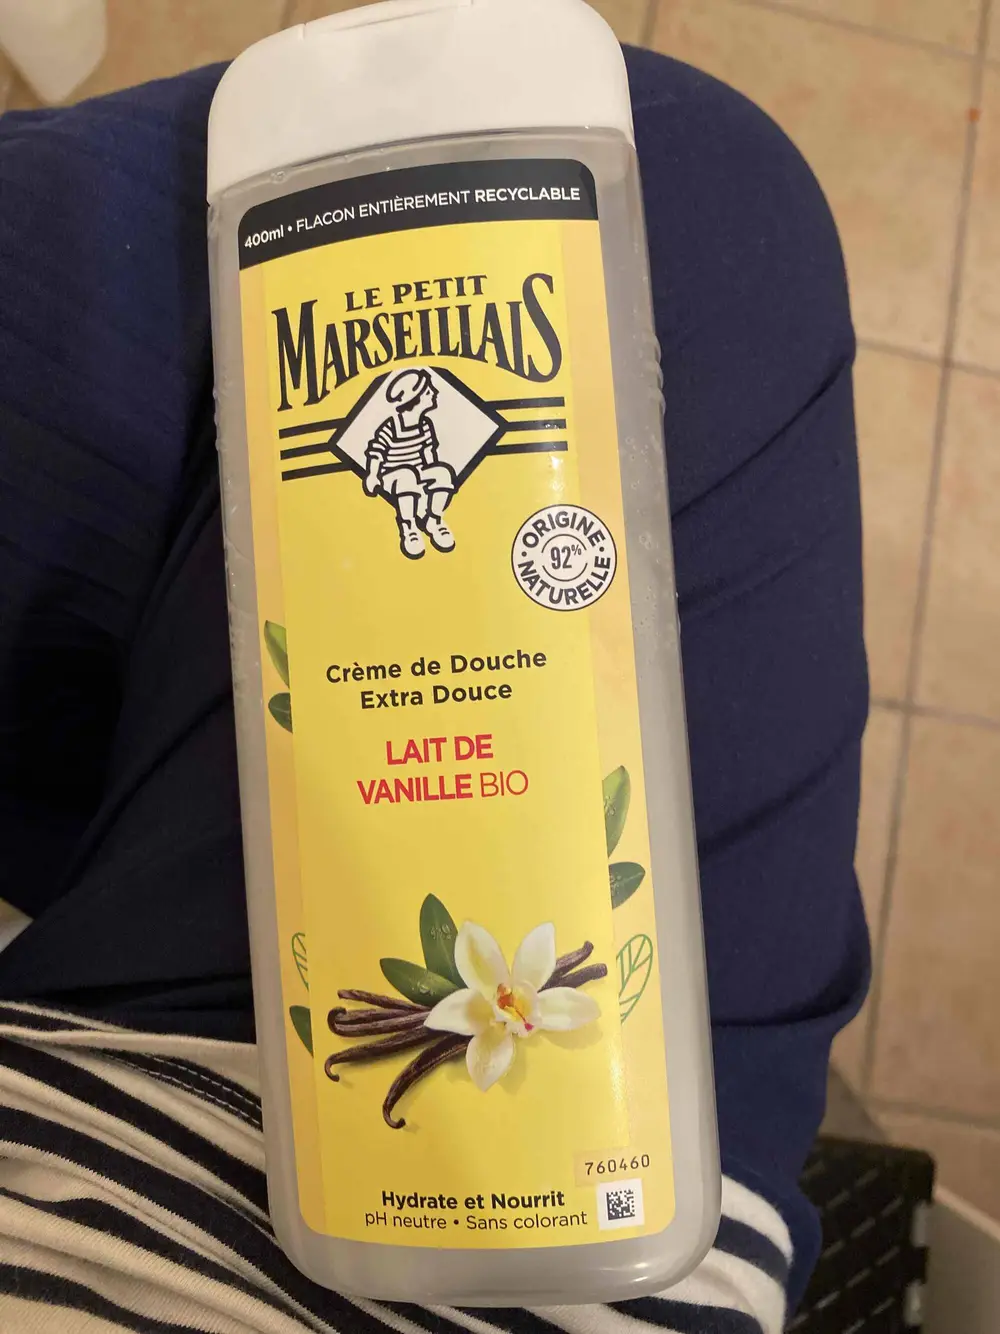 400ml • FLACON ENTIÈREMENT RECYCLABLE
LE PETIT
MARSEILLAIS
ORIGINE
92%
NATURELLE
Crème de Douche
Extra Douce
LAIT DE
VANILLE BIO
760460
Hydrate et Nourrit
pH neutre • Sans colorant